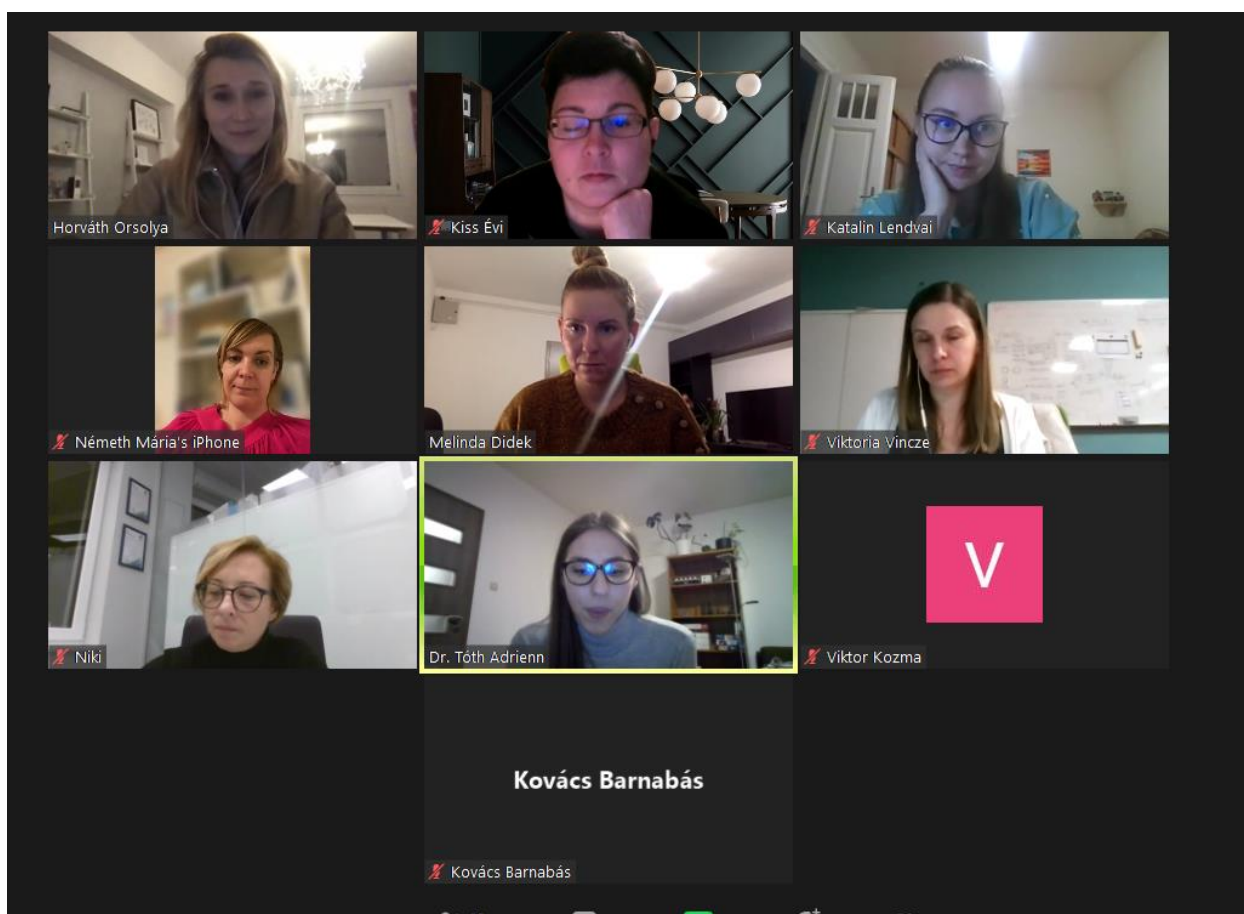 Horváth Orsolya
Kiss Évi
Katalin Lendvai
Németh Mária's iPhone
Melinda Didek
Viktoria Vincze
Niki
Dr. Tóth Adrienn
V
Viktor Kozma
Kovács Barnabás
Kovács Barnabás